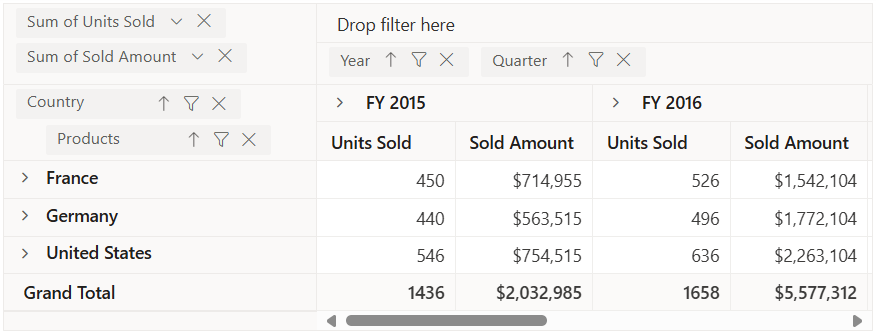 Sum of Units Sold
Sum of Sold Amount
Drop filter here
Year Quarter
Country
Products
FY 2015 FY 2016
Units Sold Sold Amount Units Sold Sold Amount
France 450 $714,955 526 $1,542,104
Germany 440 $563,515 496 $1,772,104
United States 546 $754,515 636 $2,263,104
Grand Total 1436 $2,032,985 1658 $5,577,312